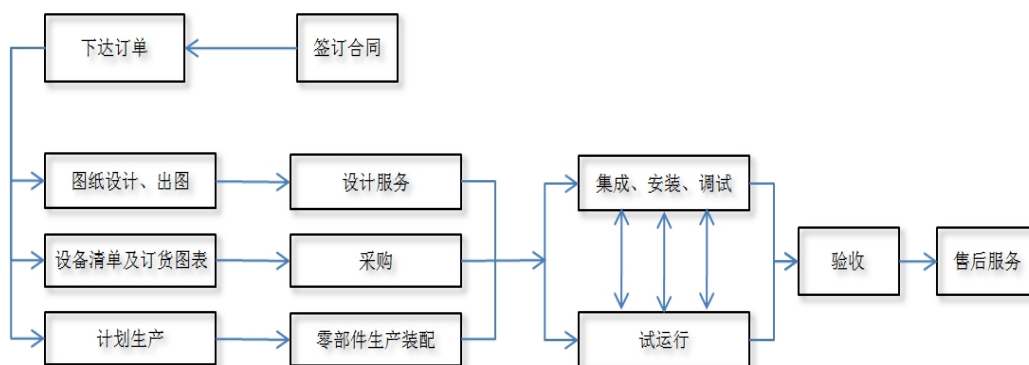 下达订单
签订合同
图纸设计、出图
设计服务
集成、安装、调试
设备清单及订货图表
采购
验收
售后服务
计划生产
零部件生产装配
试运行